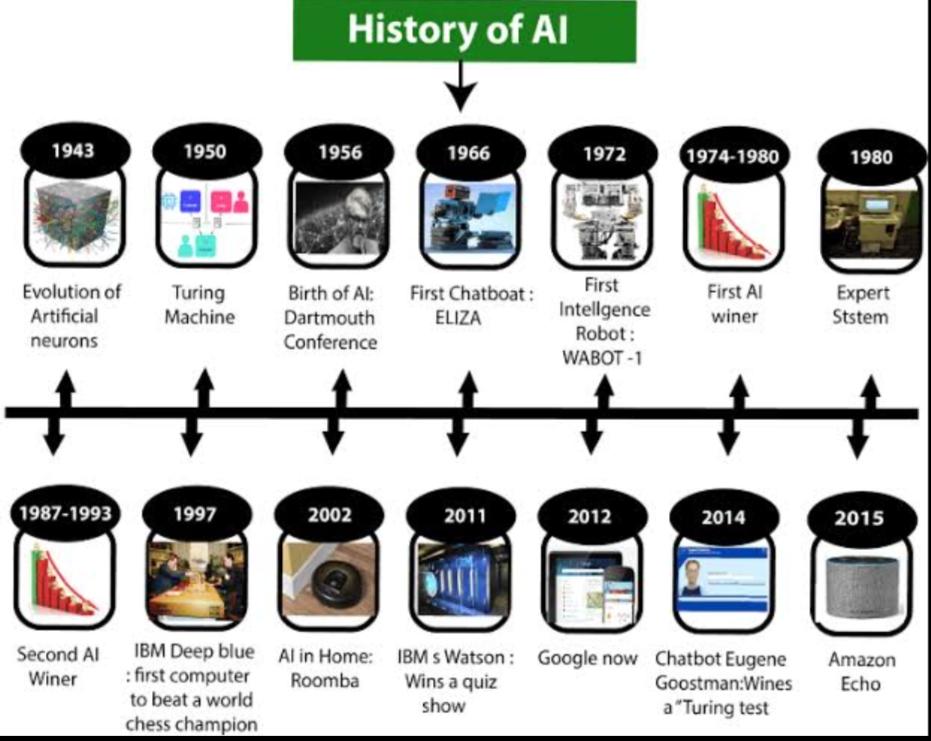 History of AI
1943
1950
1956
1966
1972
1974-1980
1980
Evolution of
Artificial
neurons
Turing
Machine
Birth of AI:
Dartmouth
Conference
First Chatboat :
ELIZA
First
Intellgence
Robot :
WABOT -1
First AI
winer
Expert
Ststem
1987-1993
1997
2002
2011
2012
2014
2015
Second AI
Winer
IBM Deep blue
: first computer
to beat a world
chess champion
AI in Home:
Roomba
IBM s Watson :
Wins a quiz
show
Google now
Chatbot Eugene
Goostman:Wines
a "Turing test
Amazon
Echo